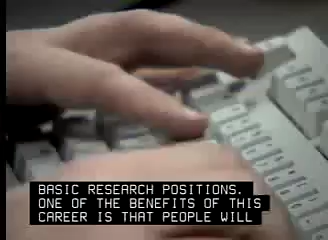 BASIC RESEARCH POSITIONS.
ONE OF THE BENEFITS OF THIS
CAREER IS THAT PEOPLE WILL